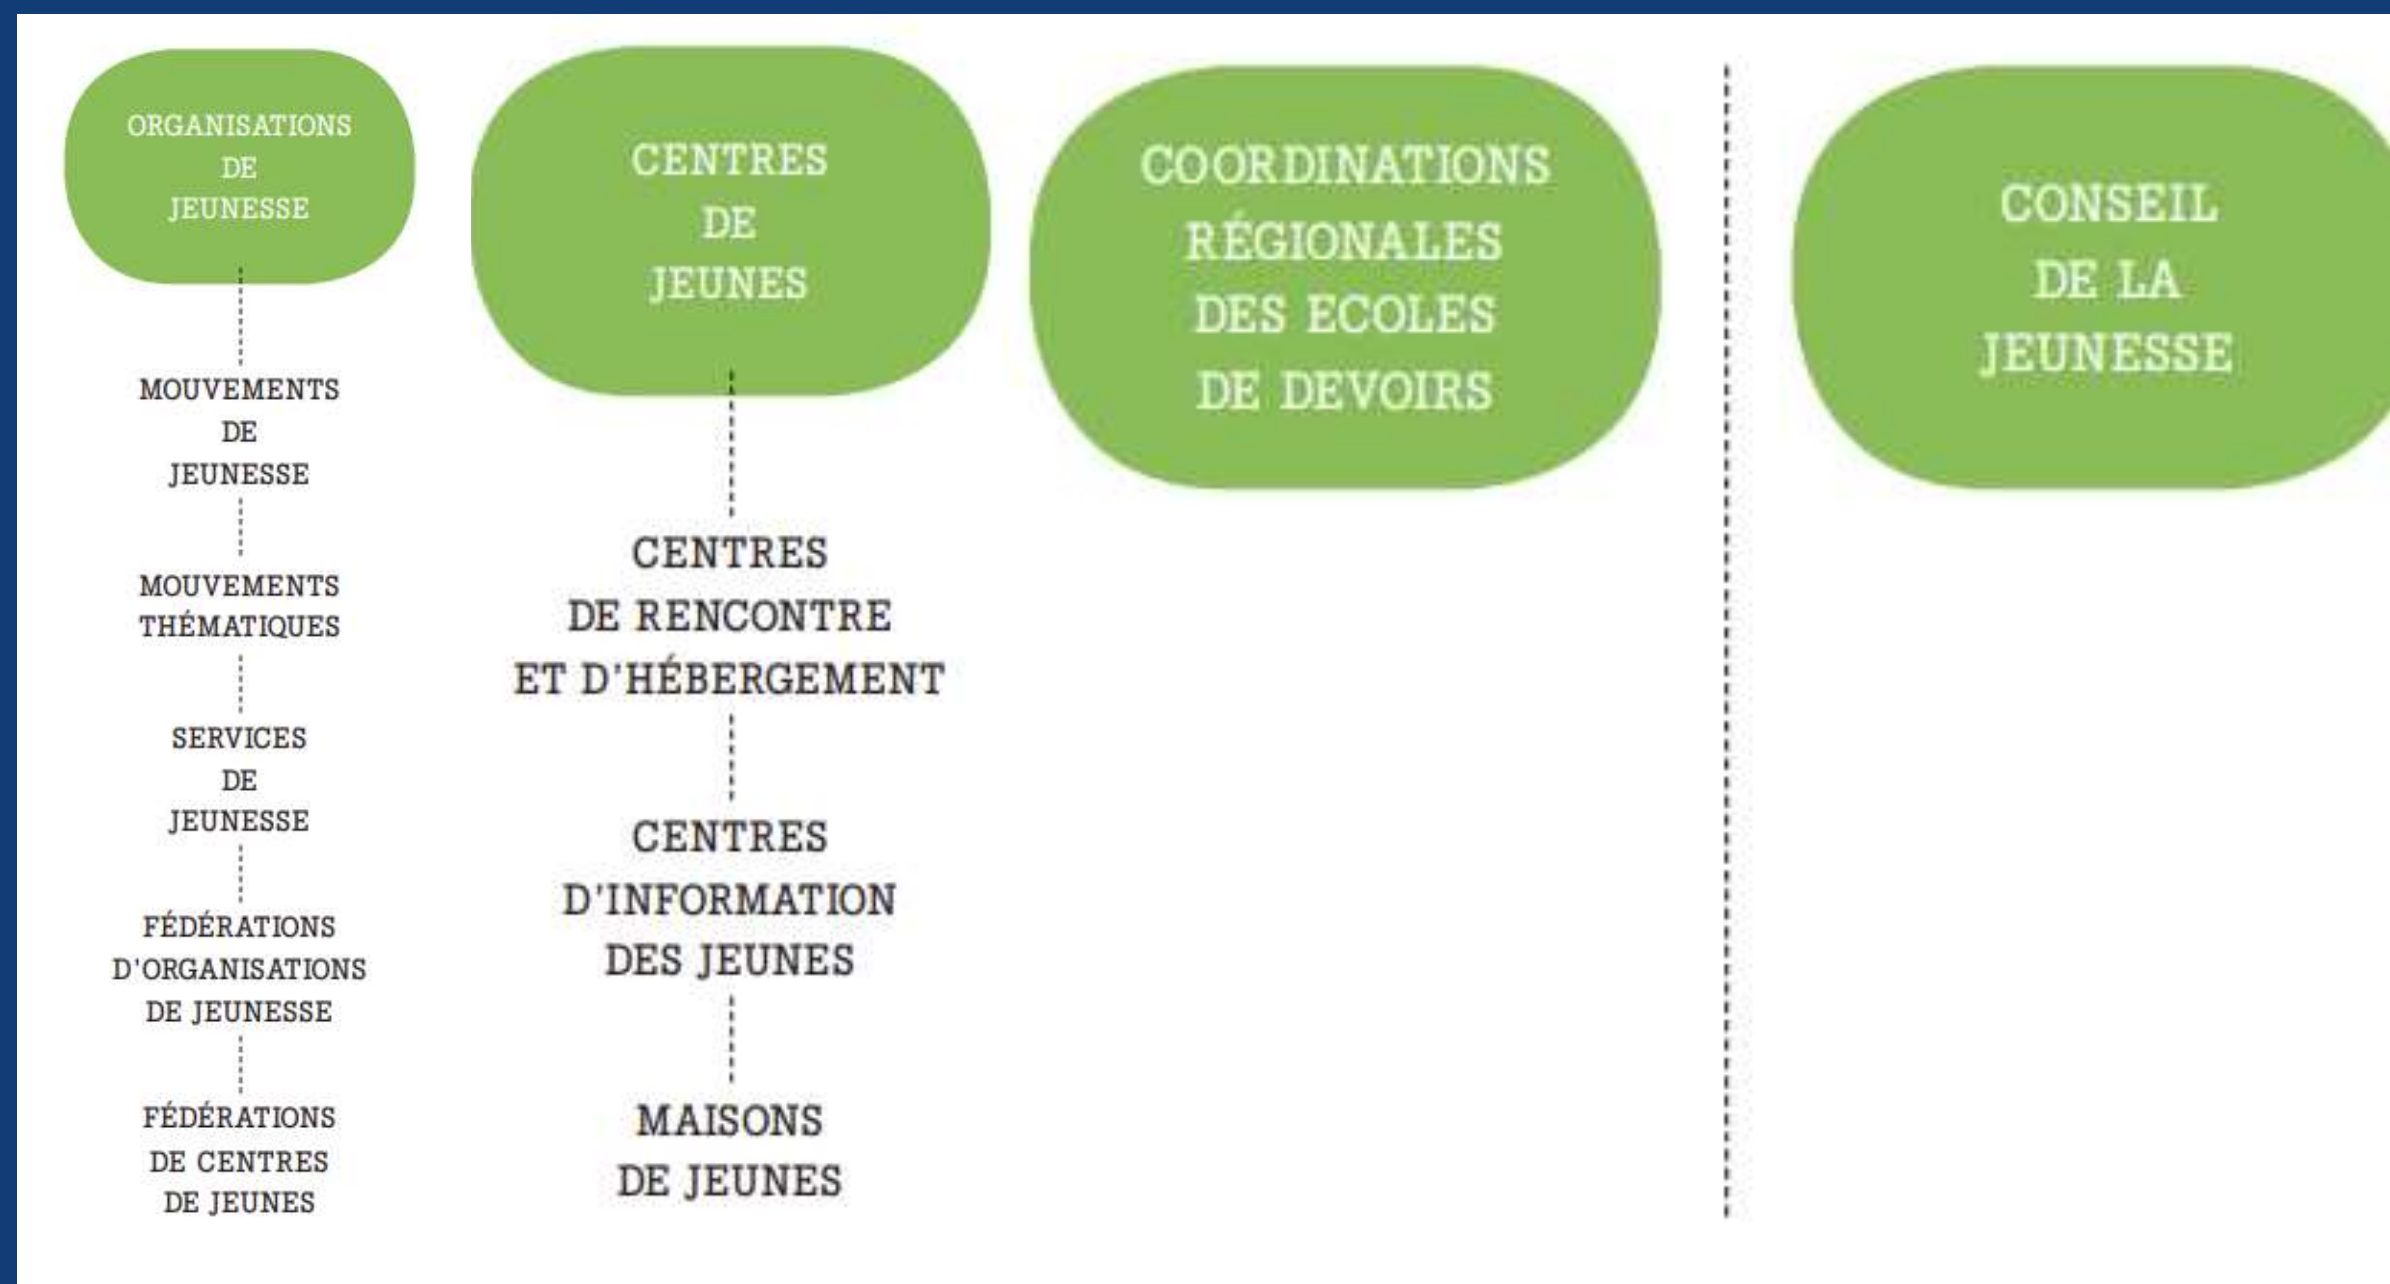 ORGANISATIONS
DE
JEUNESSE
MOUVEMENTS
DE
JEUNESSE
MOUVEMENTS
THÉMATIQUES
SERVICES
DE
JEUNESSE
FÉDÉRATIONS
D'ORGANISATIONS
DE JEUNESSE
FÉDÉRATIONS
DE CENTRES
DE JEUNES
CENTRES
DE
JEUNES
CENTRES
DE RENCONTRE
ET D'HÉBERGEMENT
CENTRES
D'INFORMATION
DES JEUNES
MAISONS
DE JEUNES
COORDINATIONS
RÉGIONALES
DES ECOLES
DE DEVOIRS
CONSEIL
DE LA
JEUNESSE